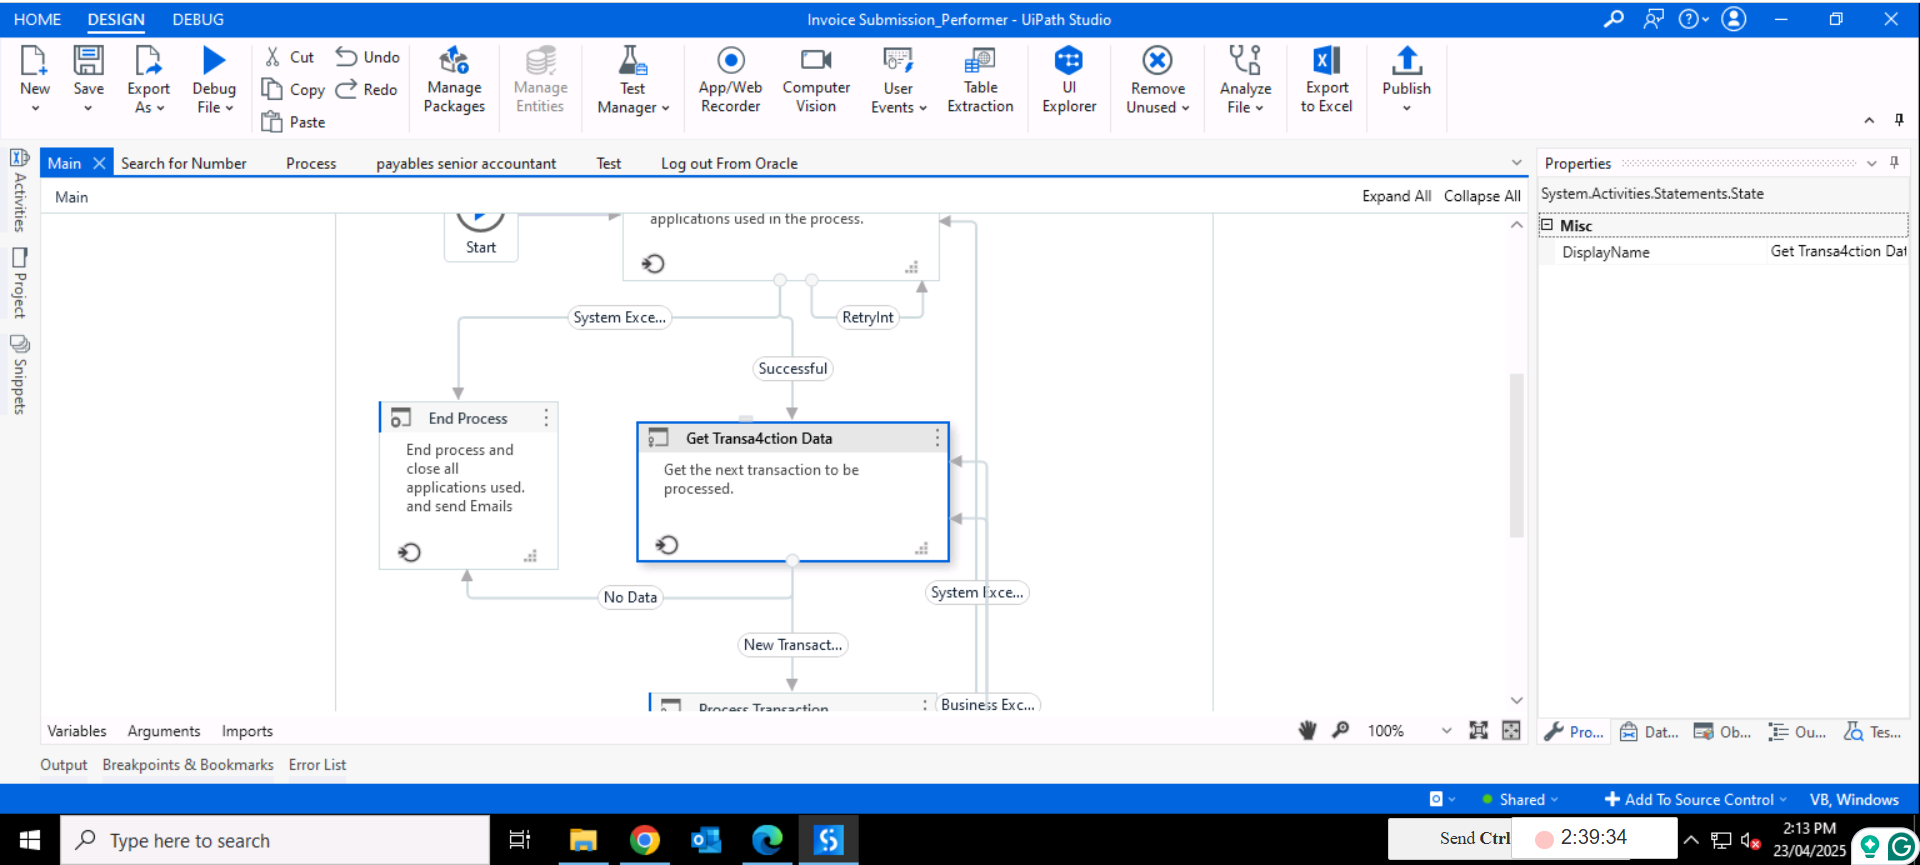 HOME DESIGN DEBUG Invoice Submission_Performer - UiPath Studio
New Save Export As Debug File Cut Copy Paste Undo Redo Manage Packages Manage Entities Test Manager App/Web Recorder Computer Vision User Events Table Extraction UI Explorer Remove Unused Analyze File Export to Excel Publish
Activities
Project
Snippets
Main Search for Number Process payables senior accountant Test Log out From Oracle
Main Expand All Collapse All
Start
applications used in the process.
System Exce...
RetryInt
Successful
End Process
End process and
close all
applications used.
and send Emails
Get Transa4ction Data
Get the next transaction to be
processed.
No Data
System Exce...
New Transact...
Process Transaction
Business Exc...
Properties
System.Activities.Statements.State
Misc
DisplayName Get Transa4ction Dat
Variables Arguments Imports 100%
Pro... Dat... Ob... Ou... Tes...
Output Breakpoints & Bookmarks Error List
Shared Add To Source Control VB, Windows
Type here to search
Send Ctrl
2:39:34
2:13 PM
23/04/2025